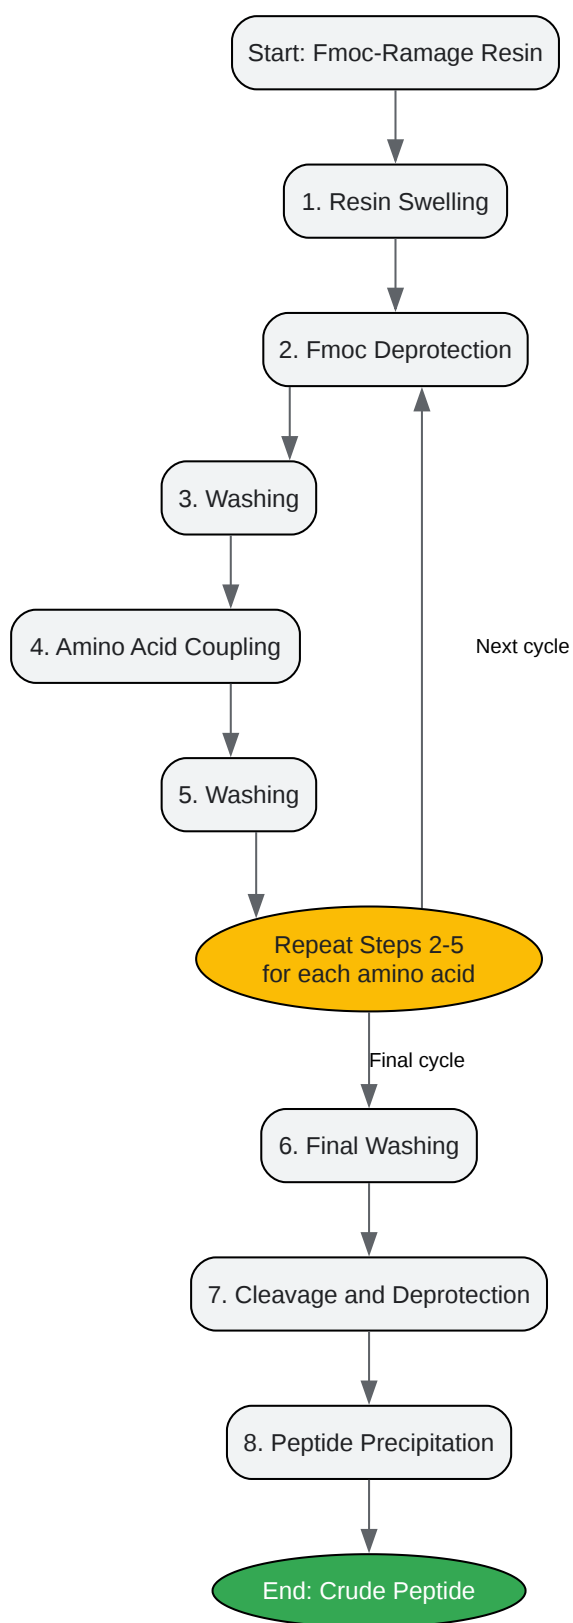 Start: Fmoc-Ramage Resin
1. Resin Swelling
2. Fmoc Deprotection
3. Washing
4. Amino Acid Coupling
Next cycle
5. Washing
Repeat Steps 2-5
for each amino acid
Final cycle
6. Final Washing
7. Cleavage and Deprotection
8. Peptide Precipitation
End: Crude Peptide